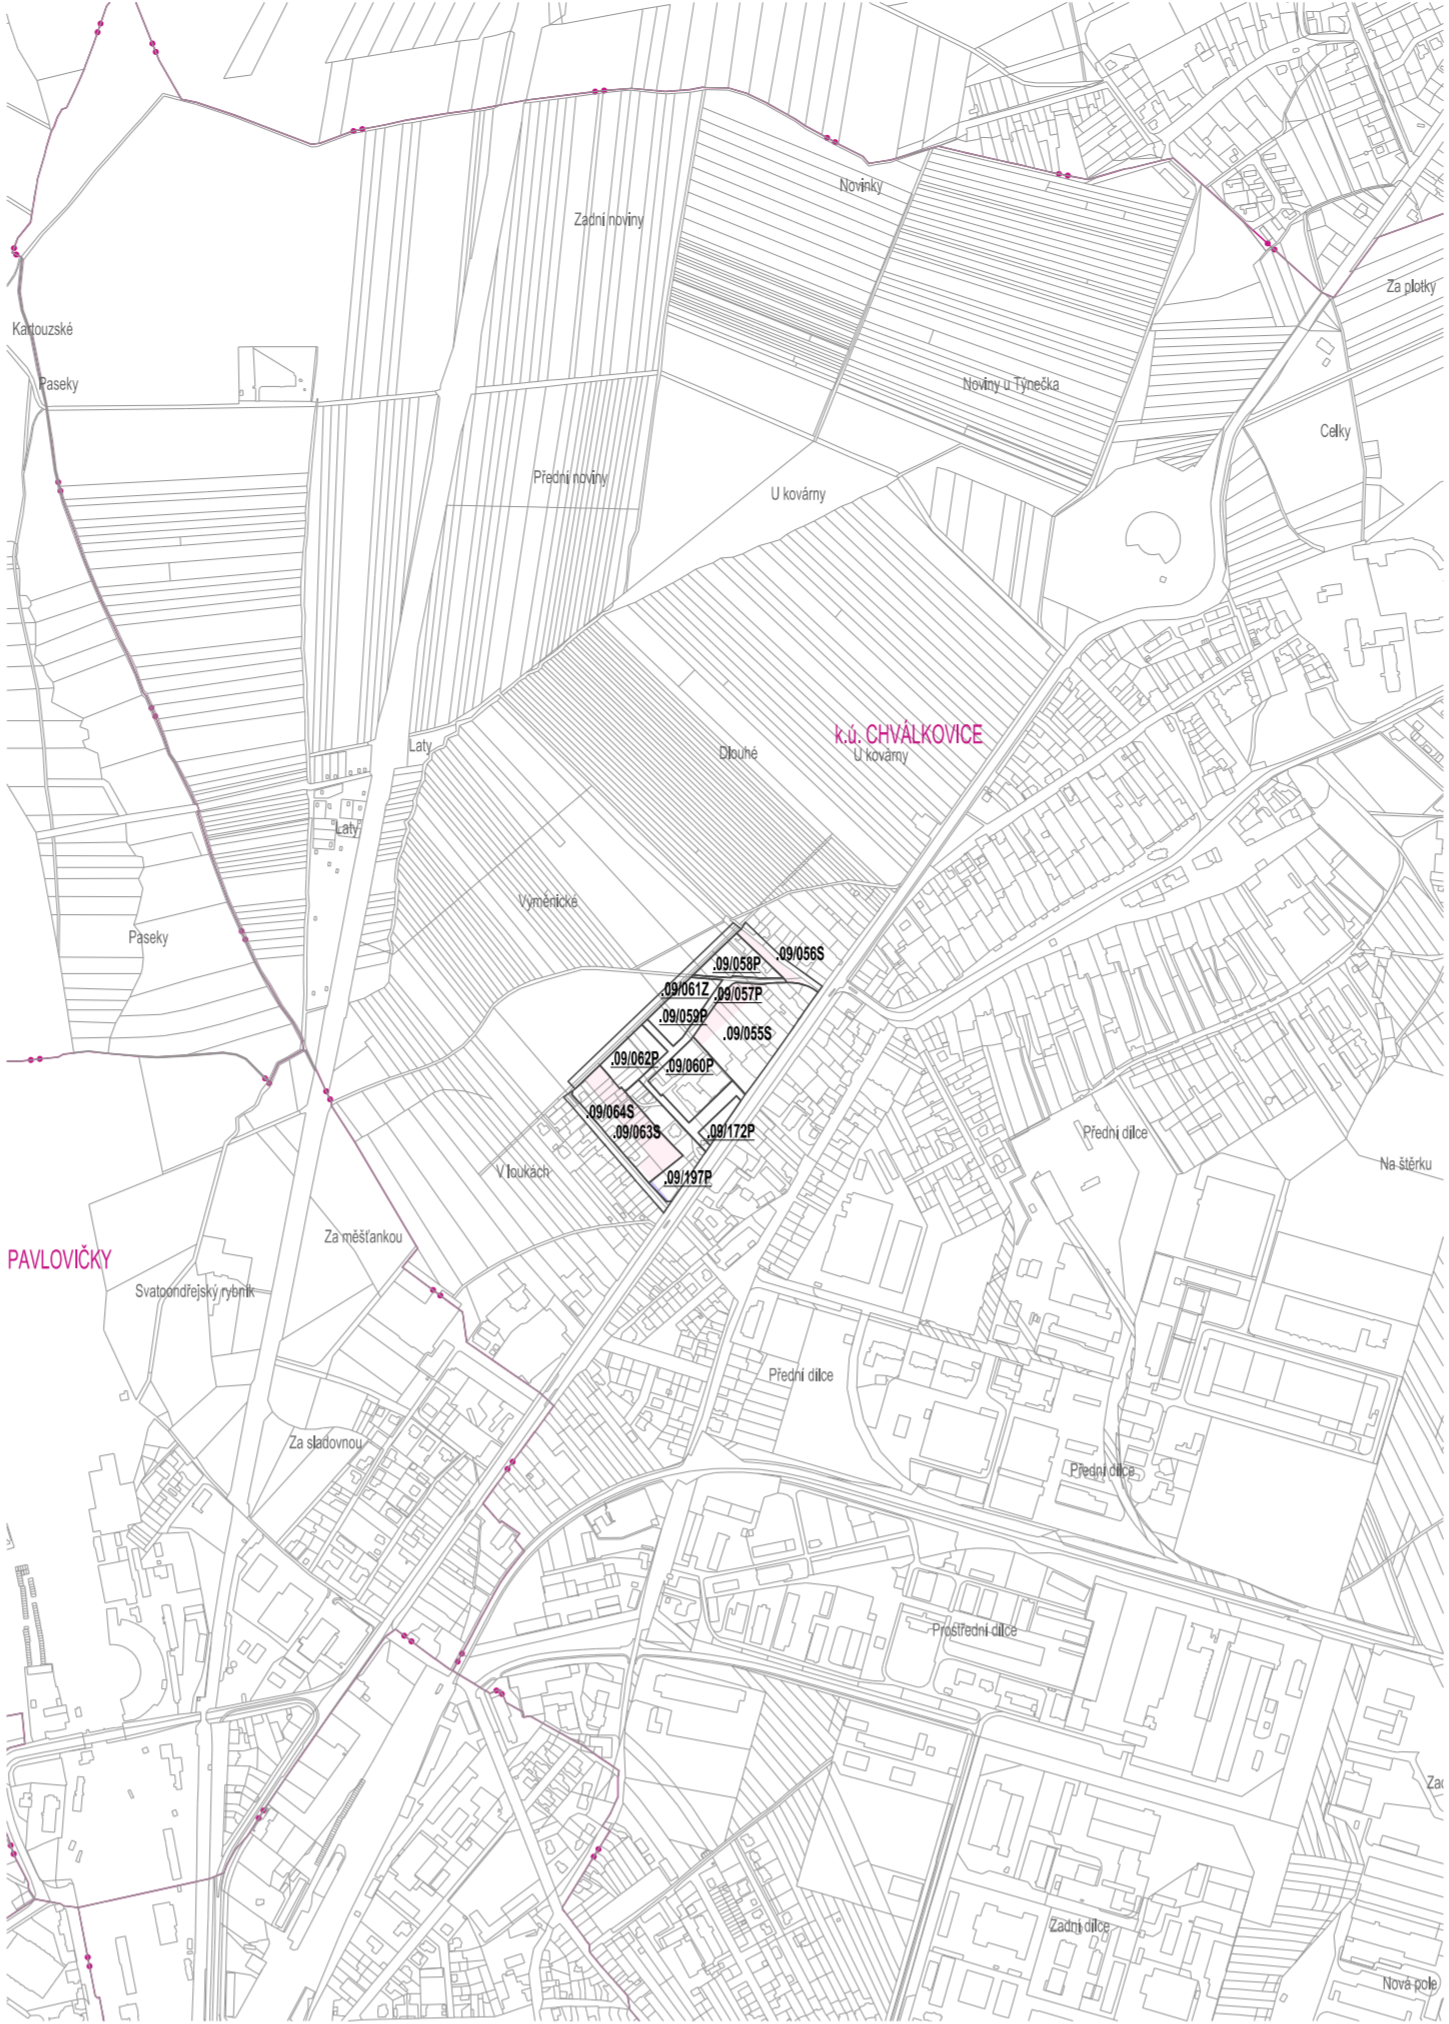 Novinky
Zadní noviny
Za plotky
Kartouzské
Paseky
Noviny u Týnečka
Celky
Přední noviny
U kovárny
k.ú. CHVÁLKOVICE
Laty
Dlouhé
U kovárny
Laty
Výměnické
Paseky
.09/056S
.09/058P
.09/061Z
.09/057P
.09/059P
.09/055S
.09/062P
.09/060P
.09/064S
.09/063S
.09/172P
Přední dílce
Na štěrku
V loukách
.09/197P
Za měšťankou
PAVLOVIČKY
Svatoondřejský rybník
Přední dílce
Za sladovnou
Přední dílce
Prostřední dílce
Zadní dílce
Nová pole